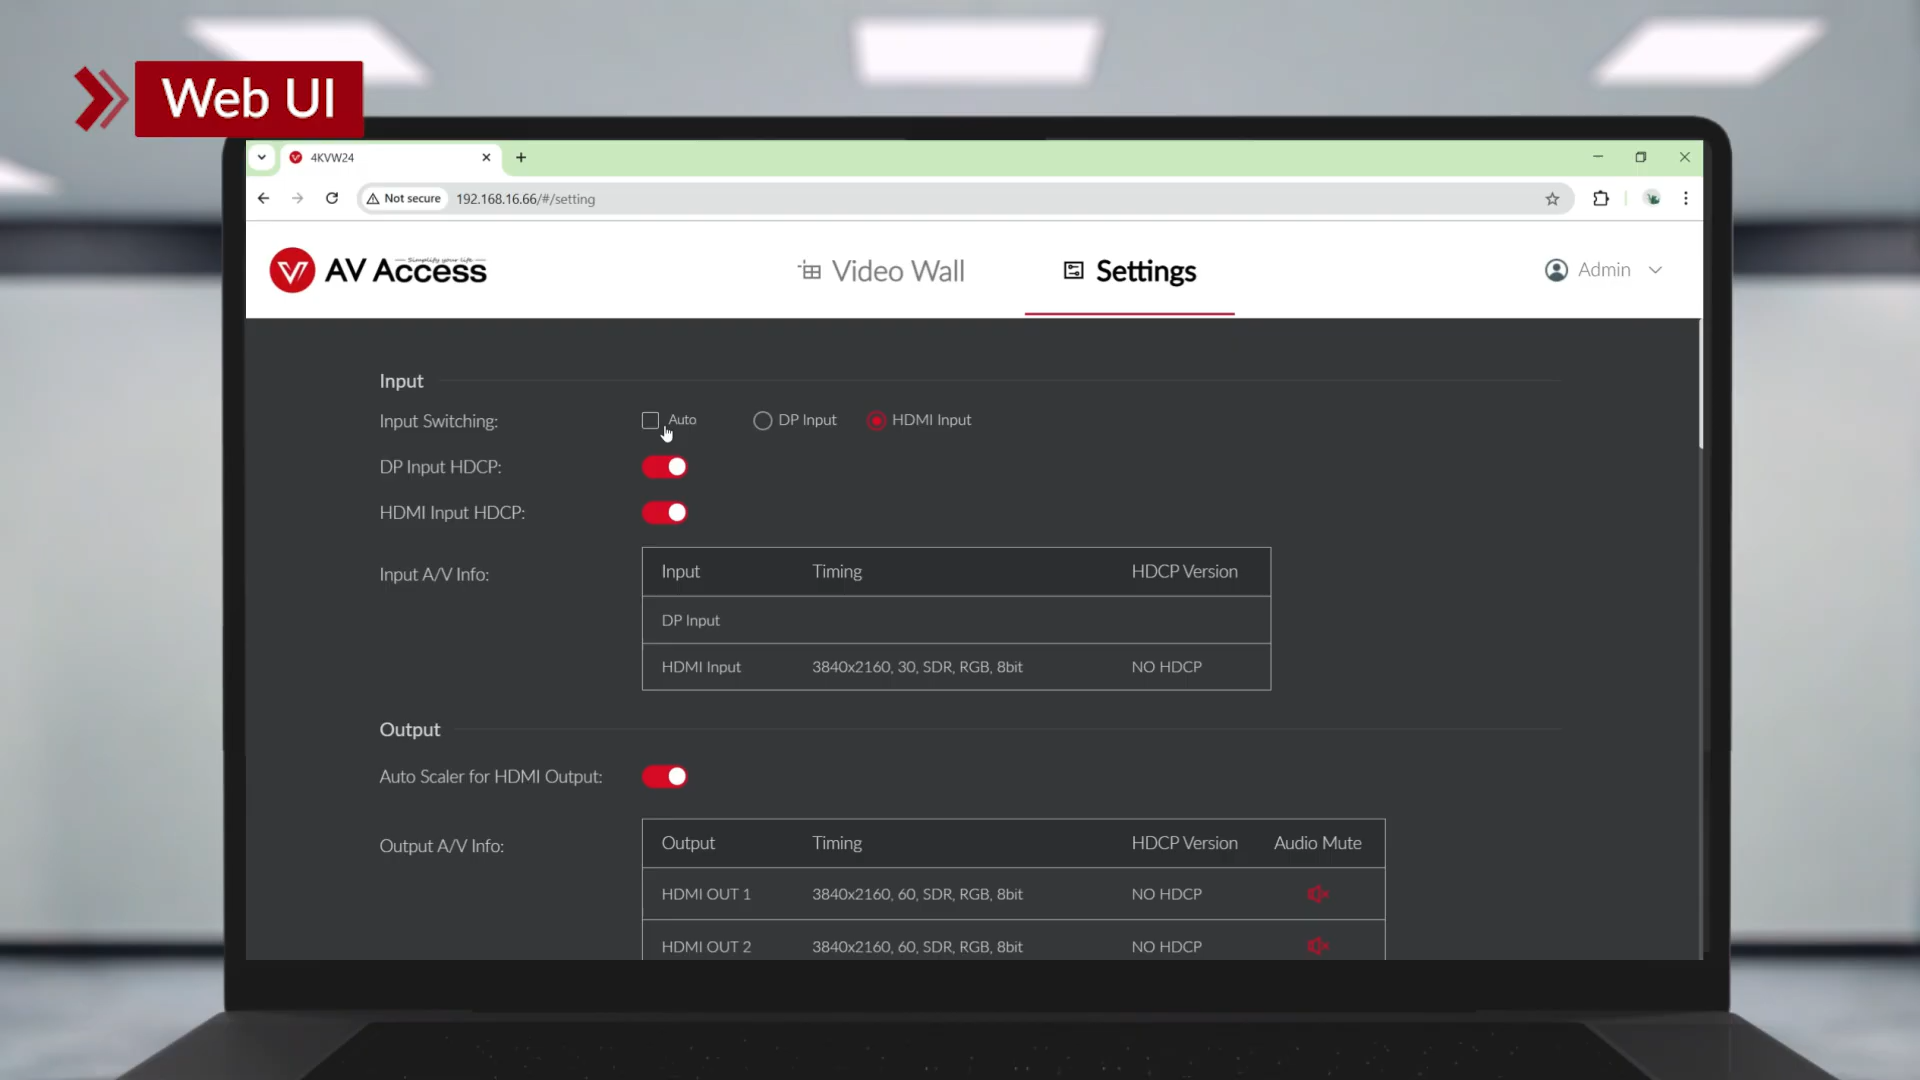 Web UI
4KVW24
Not secure 192.168.16.66/#/setting
Simplify your life
AV Access
Video Wall
Settings
Admin
Input
Input Switching: Auto DP Input HDMI Input
DP Input HDCP:
HDMI Input HDCP:
Input A/V Info:
Input Timing HDCP Version
DP Input
HDMI Input 3840x2160, 30, SDR, RGB, 8bit NO HDCP
Output
Auto Scaler for HDMI Output:
Output A/V Info:
Output Timing HDCP Version Audio Mute
HDMI OUT 1 3840x2160, 60, SDR, RGB, 8bit NO HDCP
HDMI OUT 2 3840x2160, 60, SDR, RGB, 8bit NO HDCP